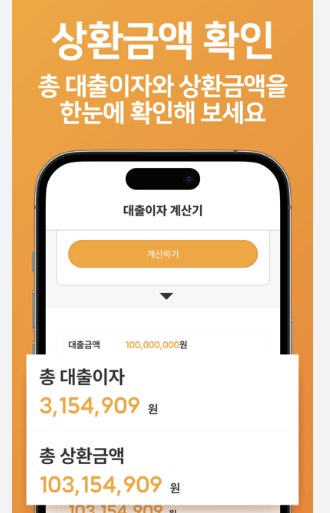 상환금액 확인
총 대출이자와 상환금액을
한눈에 확인해 보세요
대출이자 계산기
계산하기
대출금액 100,000,000원
총 대출이자
3,154,909 원
총 상환금액
103,154,909 원
103,154,909 원